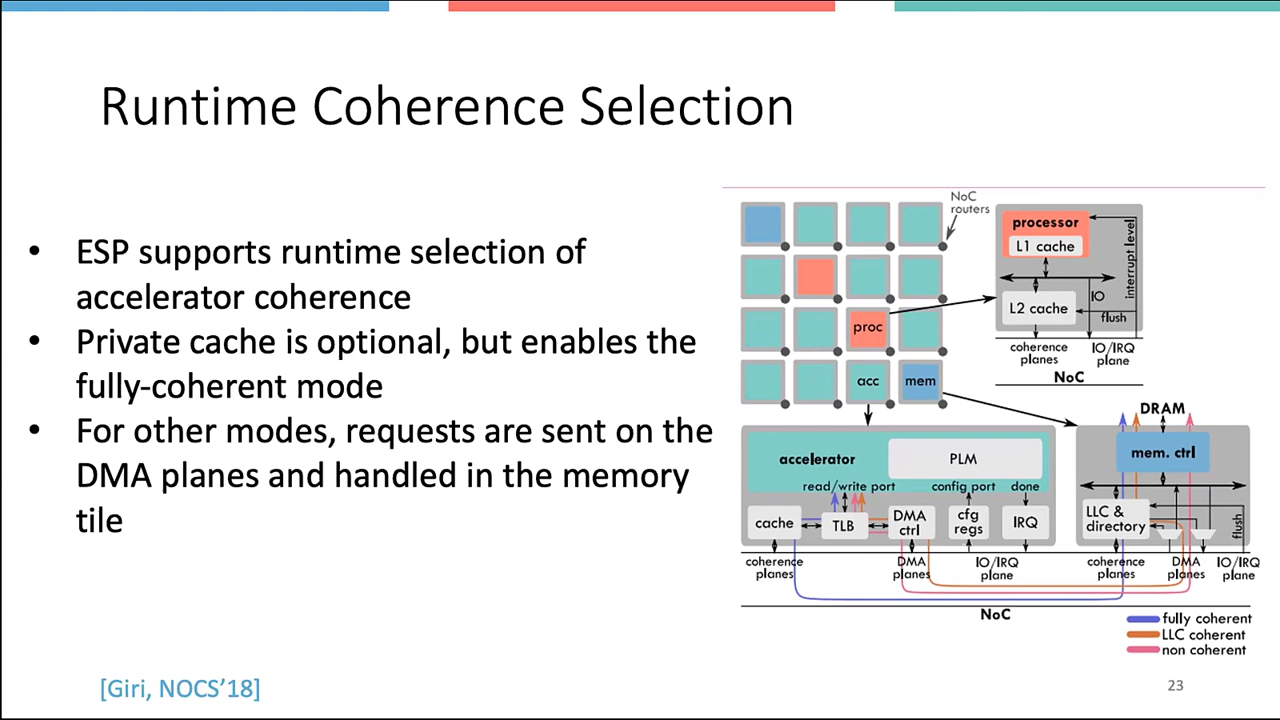 Runtime Coherence Selection
• ESP supports runtime selection of
accelerator coherence
• Private cache is optional, but enables the
fully-coherent mode
• For other modes, requests are sent on the
DMA planes and handled in the memory
tile
[Giri, NOCS’18]
NoC
routers
proc
acc
mem
processor
L1 cache
interrupt level
IO
L2 cache
flush
coherence
planes
IO/IRQ
plane
NoC
accelerator
PLM
read/write port
config port
done
cache
TLB
DMA
ctrl
cfg
regs
IRQ
coherence
planes
DMA
planes
IO/IRQ
plane
DRAM
mem. ctrl
LLC &
directory
flush
coherence
planes
DMA
planes
IO/IRQ
plane
NoC
fully coherent
LLC coherent
non coherent
23